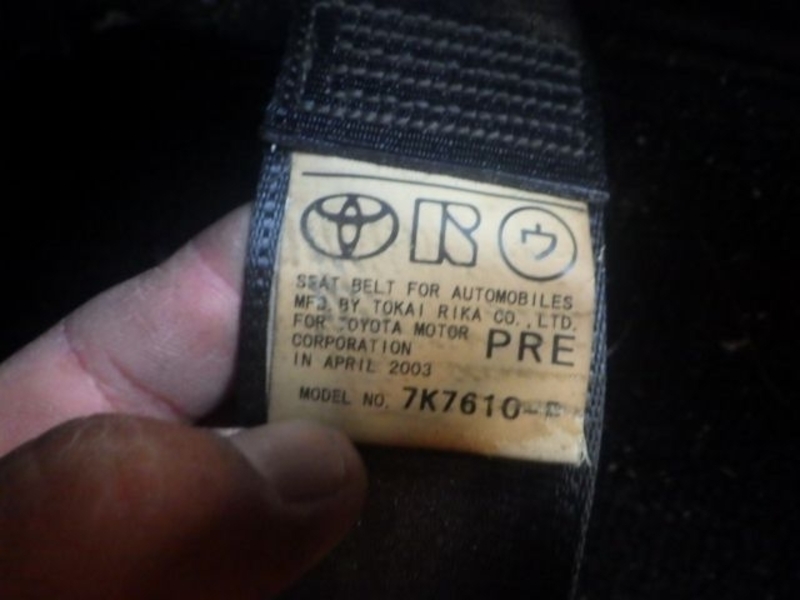 R ウ
SEAT BELT FOR AUTOMOBILES
MFD BY TOKAI RIKA CO.,LTD.
FOR TOYOTA MOTOR
CORPORATION PRE
IN APRIL 2003
MODEL NO. 7K7610